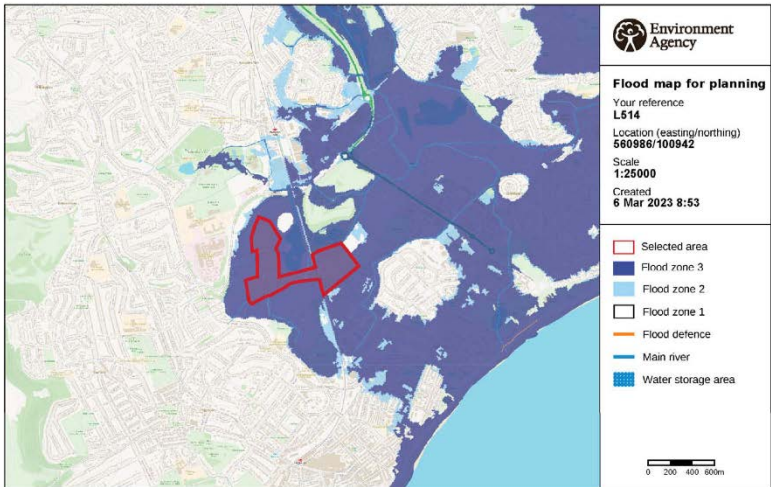 Environment
Agency
Flood map for planning
Your reference
L514
Location (easting/northing)
560986/100942
Scale
1:25000
Created
6 Mar 2023 8:53
Selected area
Flood zone 3
Flood zone 2
Flood zone 1
Flood defence
Main river
Water storage area
0 200 400 600m